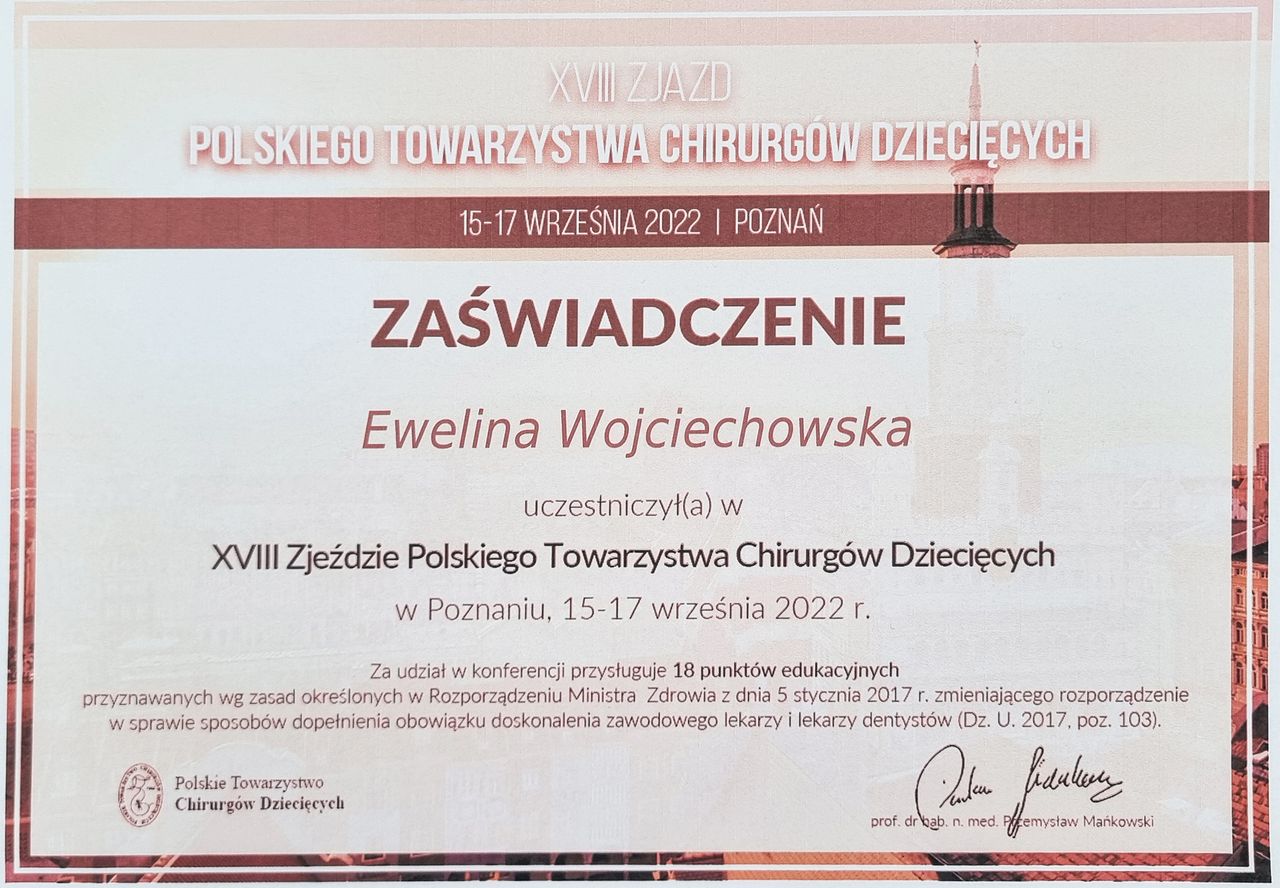 XVIII ZJAZD
POLSKIEGO TOWARZYSTWA CHIRURGÓW DZIECIĘCYCH
15-17 WRZEŚNIA 2022 | POZNAŃ
ZAŚWIADCZENIE
Ewelina Wojciechowska
uczestniczył(a) w
XVIII Zjeździe Polskiego Towarzystwa Chirurgów Dziecięcych
w Poznaniu, 15-17 września 2022 r.
Za udział w konferencji przysługuje 18 punktów edukacyjnych
przyznawanych wg zasad określonych w Rozporządzeniu Ministra Zdrowia z dnia 5 stycznia 2017 r. zmieniającego rozporządzenie
w sprawie sposobów dopełnienia obowiązku doskonalenia zawodowego lekarzy i lekarzy dentystów (Dz. U. 2017, poz. 103).
Polskie Towarzystwo
Chirurgów Dziecięcych
prof. dr hab. n. med. Przemysław Mańkowski